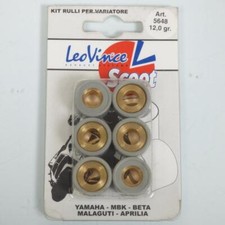 KIT RULLI PER VARIATORE
Art.
5648
12,0 gr.
LeoVince
Scoot
YAMAHA - MBK - BETA
MALAGUTI - APRILIA